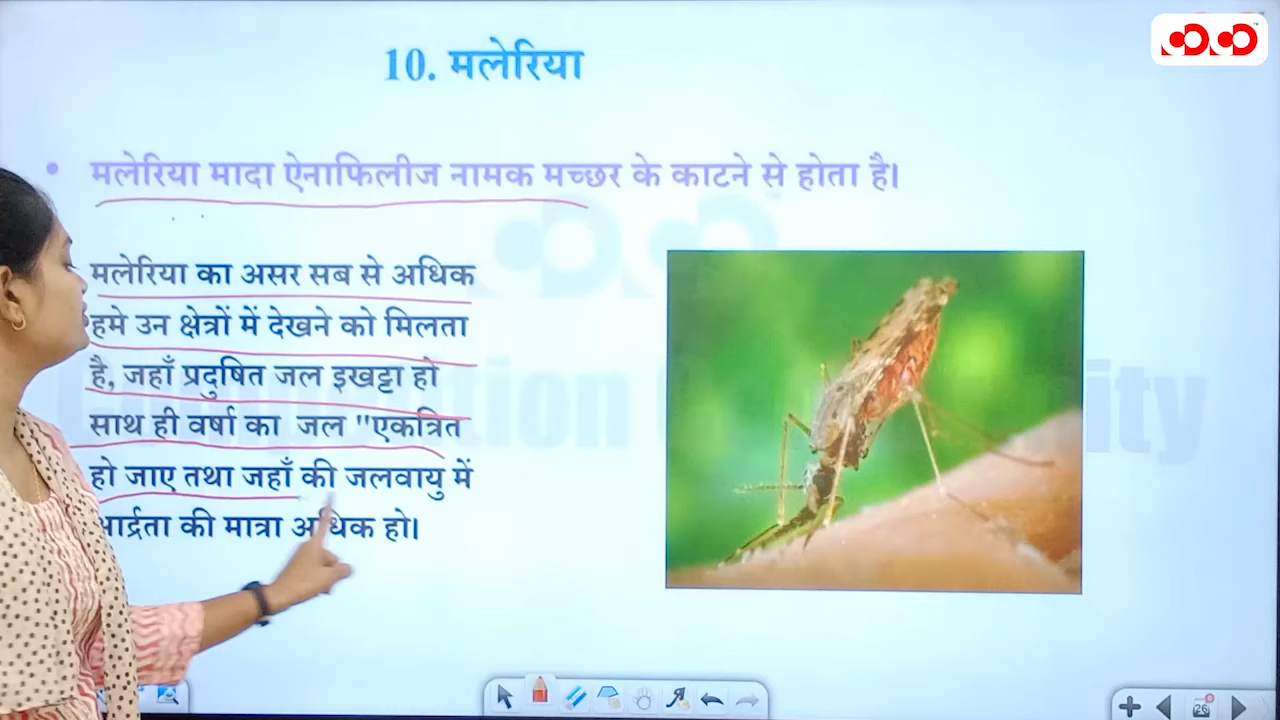 10. मलेरिया
• मलेरिया मादा ऐनाफिलीज नामक मच्छर के काटने से होता है।
मलेरिया का असर सब से अधिक
हमे उन क्षेत्रों में देखने को मिलता
है, जहाँ प्रदुषित जल इखट्टा हो
साथ ही वर्षा का जल "एकत्रित
हो जाए तथा जहाँ की जलवायु में
आर्द्रता की मात्रा अधिक हो।
26